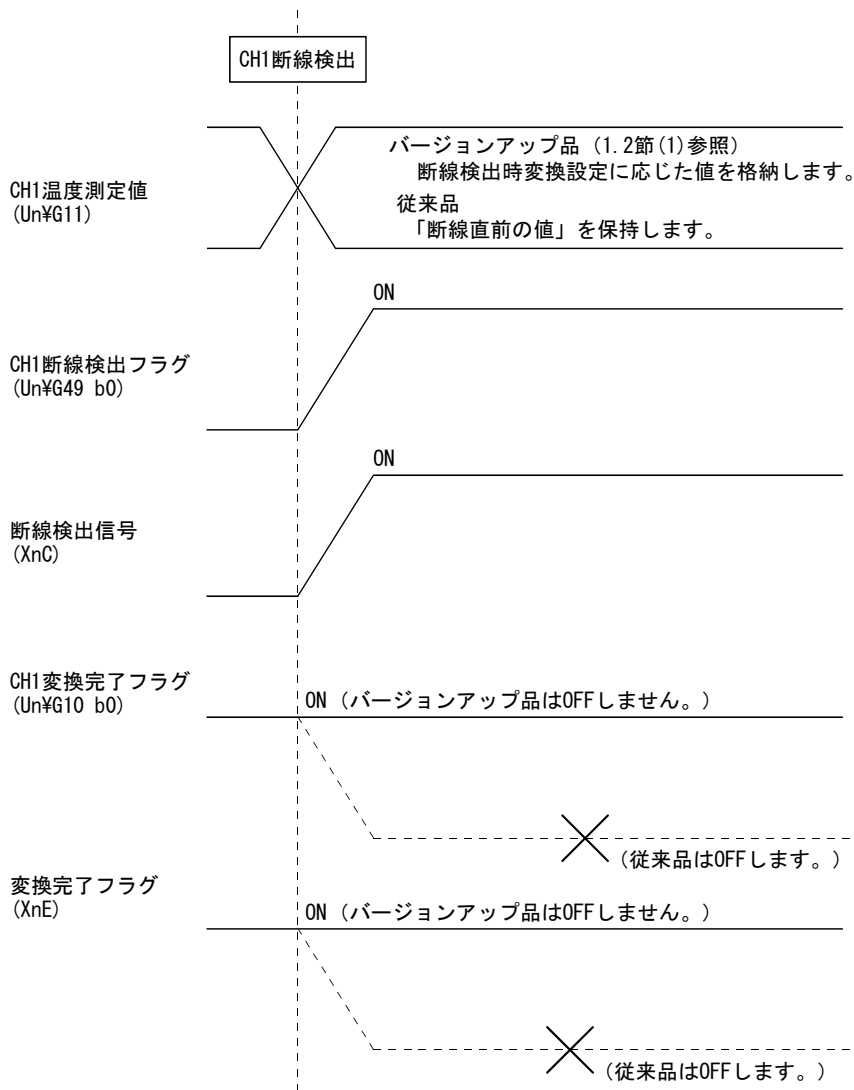 CH1断線検出
バージョンアップ品 (1.2節(1)参照)
断線検出時変換設定に応じた値を格納します。
従来品
「断線直前の値」を保持します。
CH1温度測定値
(Un¥G11)
ON
CH1断線検出フラグ
(Un¥G49 b0)
ON
断線検出信号
(XnC)
CH1変換完了フラグ
(Un¥G10 b0)
ON (バージョンアップ品はOFFしません。)
(従来品はOFFします。)
変換完了フラグ
(XnE)
ON (バージョンアップ品はOFFしません。)
(従来品はOFFします。)